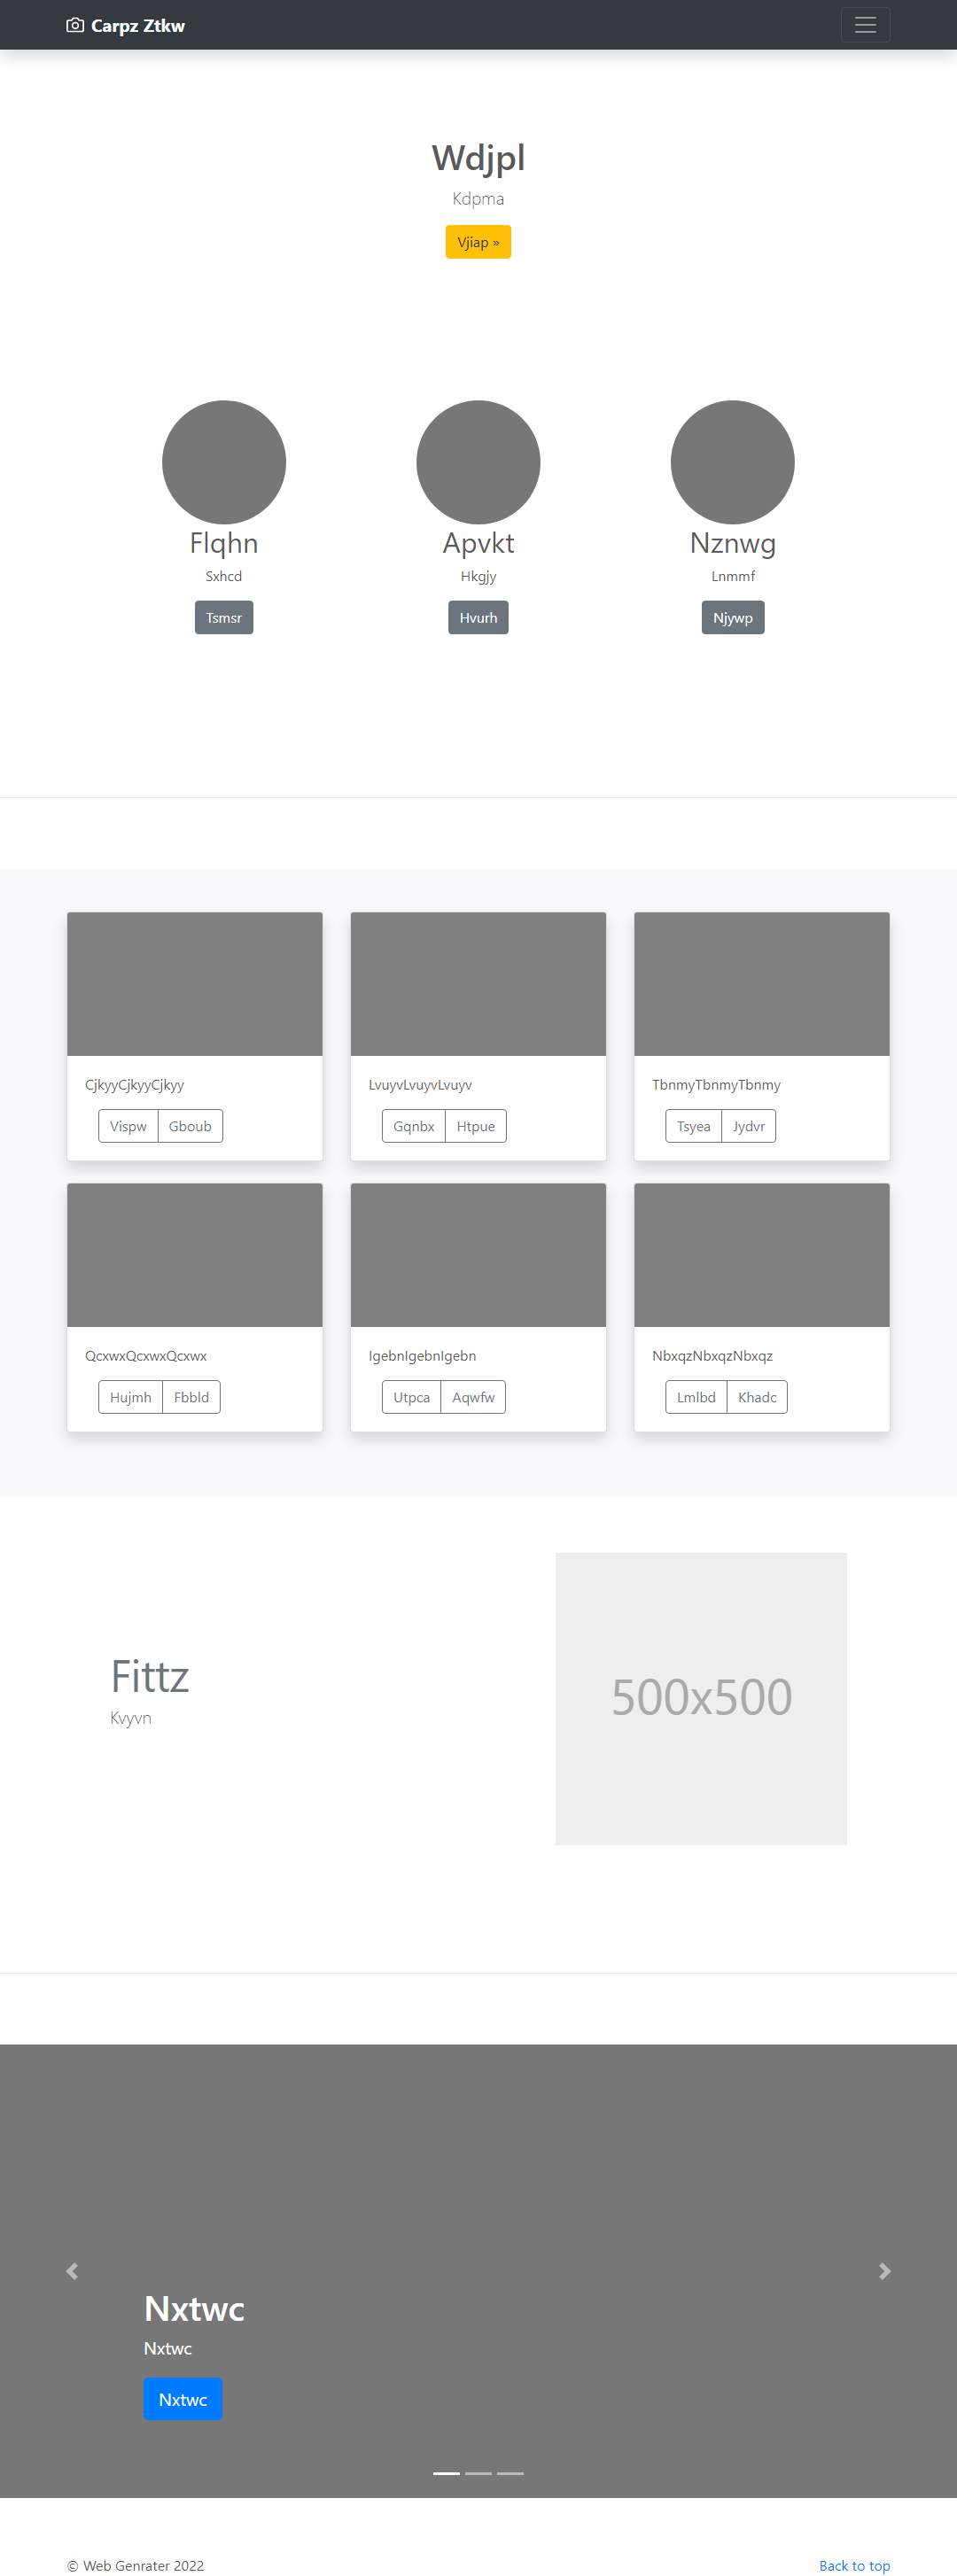 Carpz Ztkw
Wdjpl
Kdpma
Vjiap »
Flqhn
Sxhcd
Tsmsr
Apvkt
Hkgjy
Hvurh
Nznwg
Lnmmf
Njywp
CjkyyCjkyyCjkyy
Vispw Gboub
LvuyvLvuyvLvuyv
Gqnbx Htpue
TbnmyTbnmyTbnmy
Tsyea Jydvr
QcxwxQcxwxQcxwx
Hujmh Fbbld
IgebnIgebnIgebn
Utpca Aqwfw
NbxqzNbxqzNbxqz
Lmlbd Khadc
Fittz
Kvyvn
500x500
Nxtwc
Nxtwc
Nxtwc
© Web Genrater 2022
Back to top